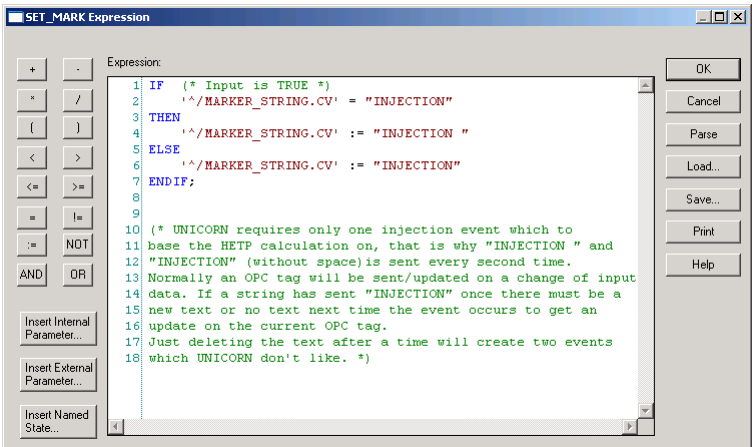 SET_MARK Expression
Expression:
+ -
* /
( )
< >
<= >=
= !=
:= NOT
AND OR
Insert Internal
Parameter...
Insert External
Parameter...
Insert Named
State...
1 IF (* Input is TRUE *)
2 '^/MARKER_STRING.CV' = "INJECTION"
3 THEN
4 '^/MARKER_STRING.CV' := "INJECTION "
5 ELSE
6 '^/MARKER_STRING.CV' := "INJECTION"
7 ENDIF;
8
9
10 (* UNICORN requires only one injection event which to
11 base the HETP calculation on, that is why "INJECTION " and
12 "INJECTION" (without space)is sent every second time.
13 Normally an OPC tag will be sent/updated on a change of input
14 data. If a string has sent "INJECTION" once there must be a
15 new text or no text next time the event occurs to get an
16 update on the current OPC tag.
17 Just deleting the text after a time will create two events
18 which UNICORN don't like. *)
OK
Cancel
Parse
Load...
Save...
Print
Help